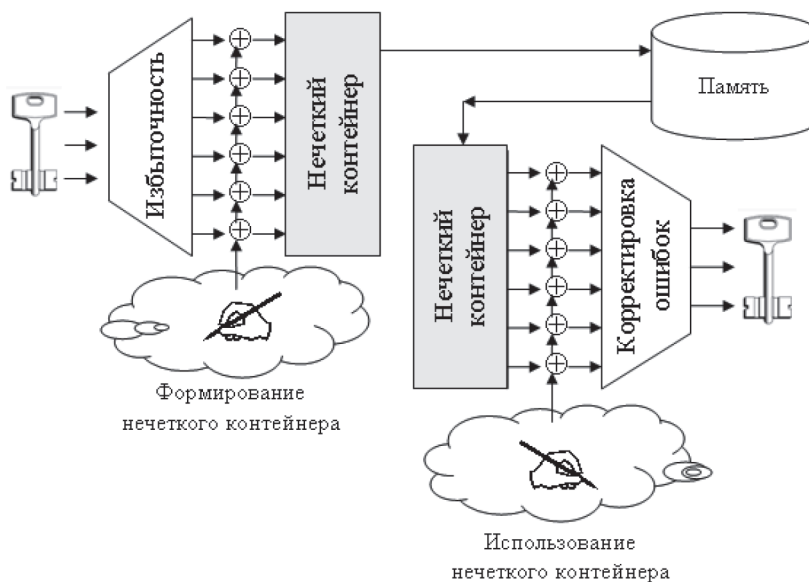 Избыточность
Нечеткий
контейнер
Память
Формирование
нечеткого контейнера
Нечеткий
контейнер
Корректировка
ошибок
Использование
нечеткого контейнера